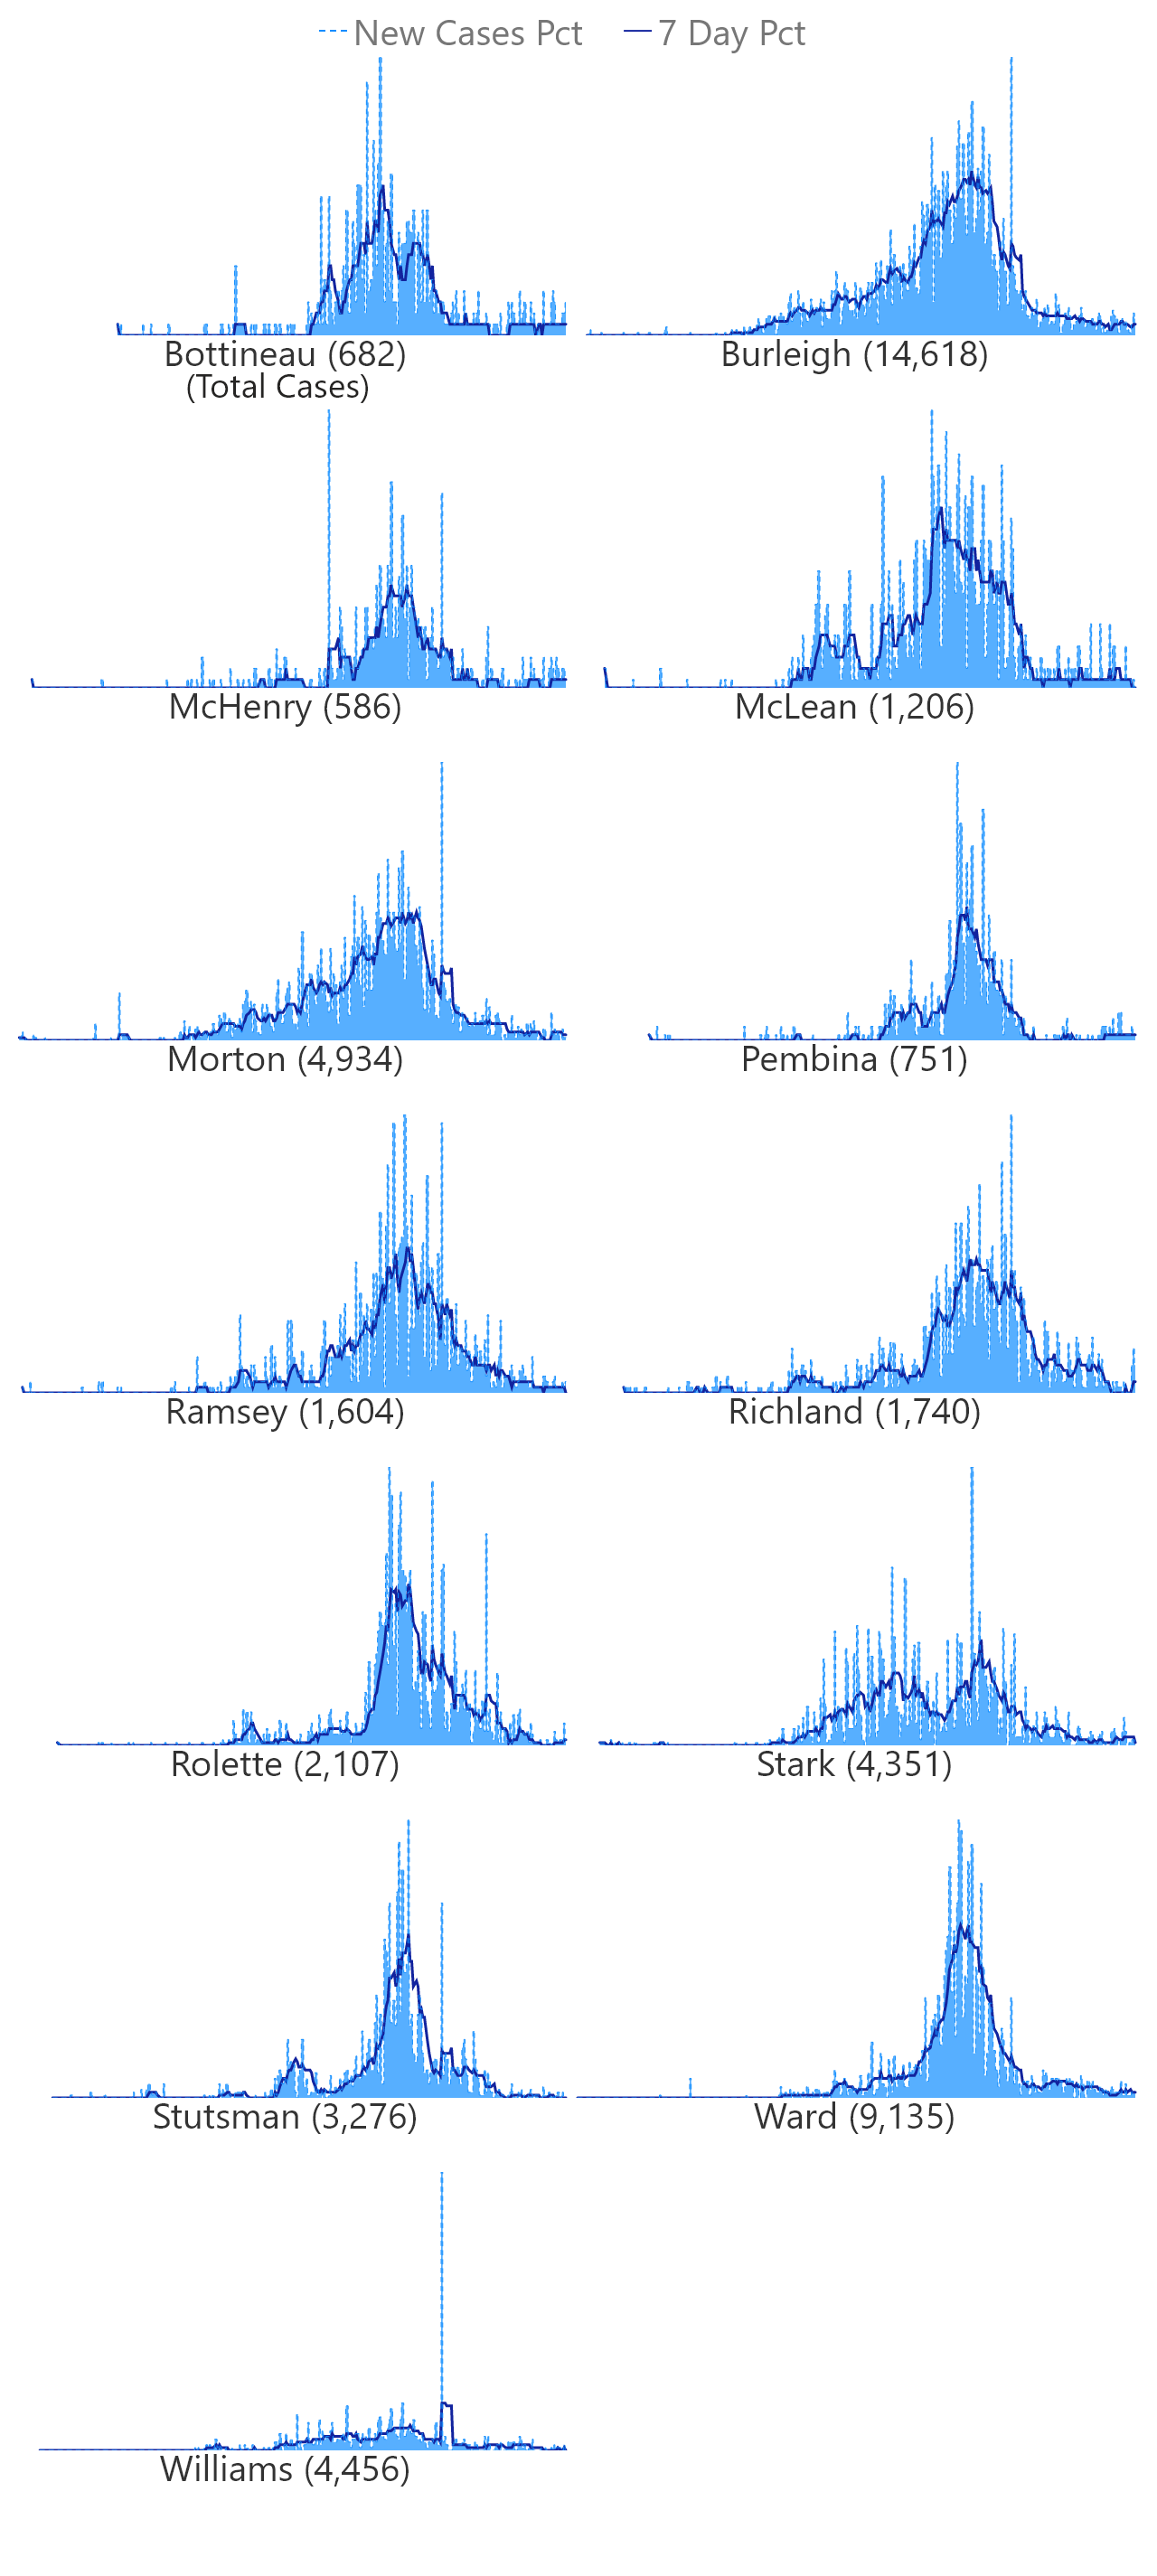 New Cases Pct 7 Day Pct
Bottineau (682) Burleigh (14,618)
(Total Cases)
McHenry (586) McLean (1,206)
Morton (4,934) Pembina (751)
Ramsey (1,604) Richland (1,740)
Rolette (2,107) Stark (4,351)
Stutsman (3,276) Ward (9,135)
Williams (4,456)